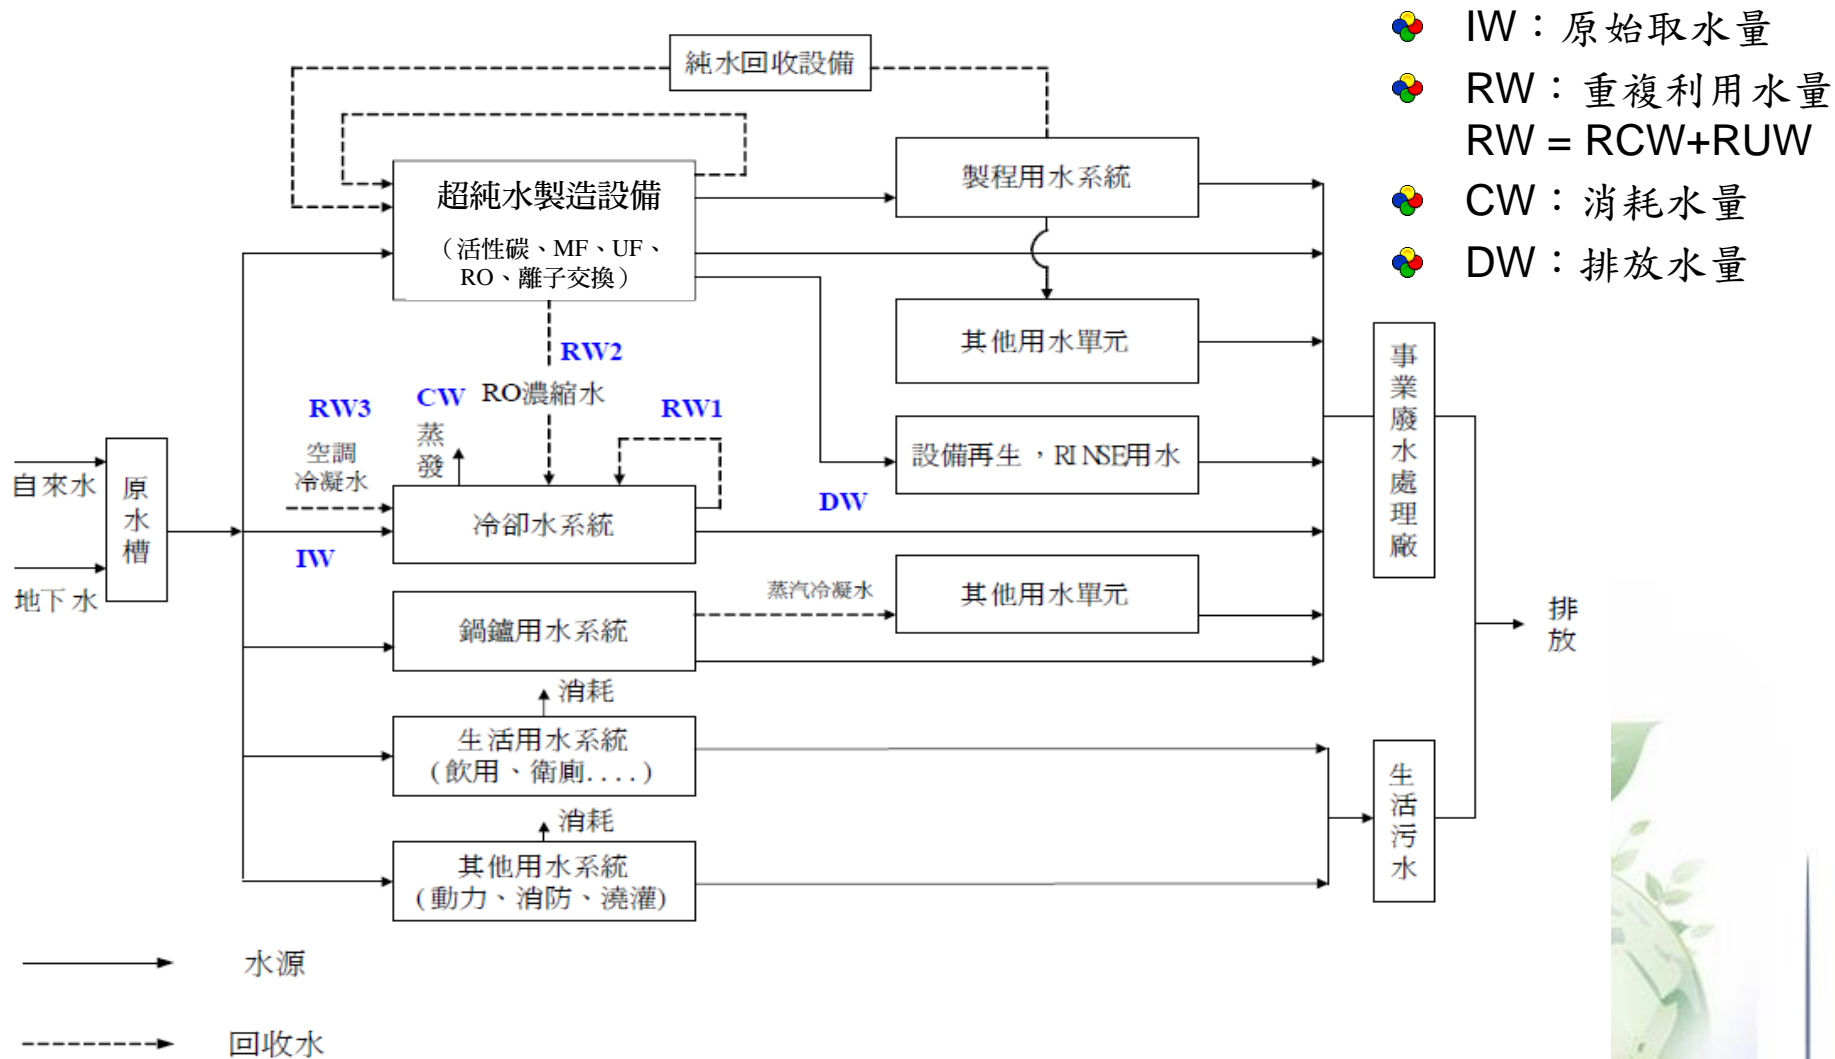 IW：原始取水量
RW：重複利用水量
RW = RCW+RUW
CW：消耗水量
DW：排放水量
純水回收設備
超純水製造設備
（活性碳、MF、UF、
RO、離子交換）
製程用水系統
其他用水單元
RW2
RO濃縮水
RW3
CW
RW1
蒸發
空調
冷凝水
設備再生，RINSE用水
DW
自來水
地下水
原水槽
冷卻水系統
IW
事業廢水處理廠
蒸汽冷凝水
其他用水單元
鍋鑪用水系統
排放
消耗
生活用水系統
(飲用、衛廁....)
生活污水
消耗
其他用水系統
(動力、消防、澆灌)
水源
回收水